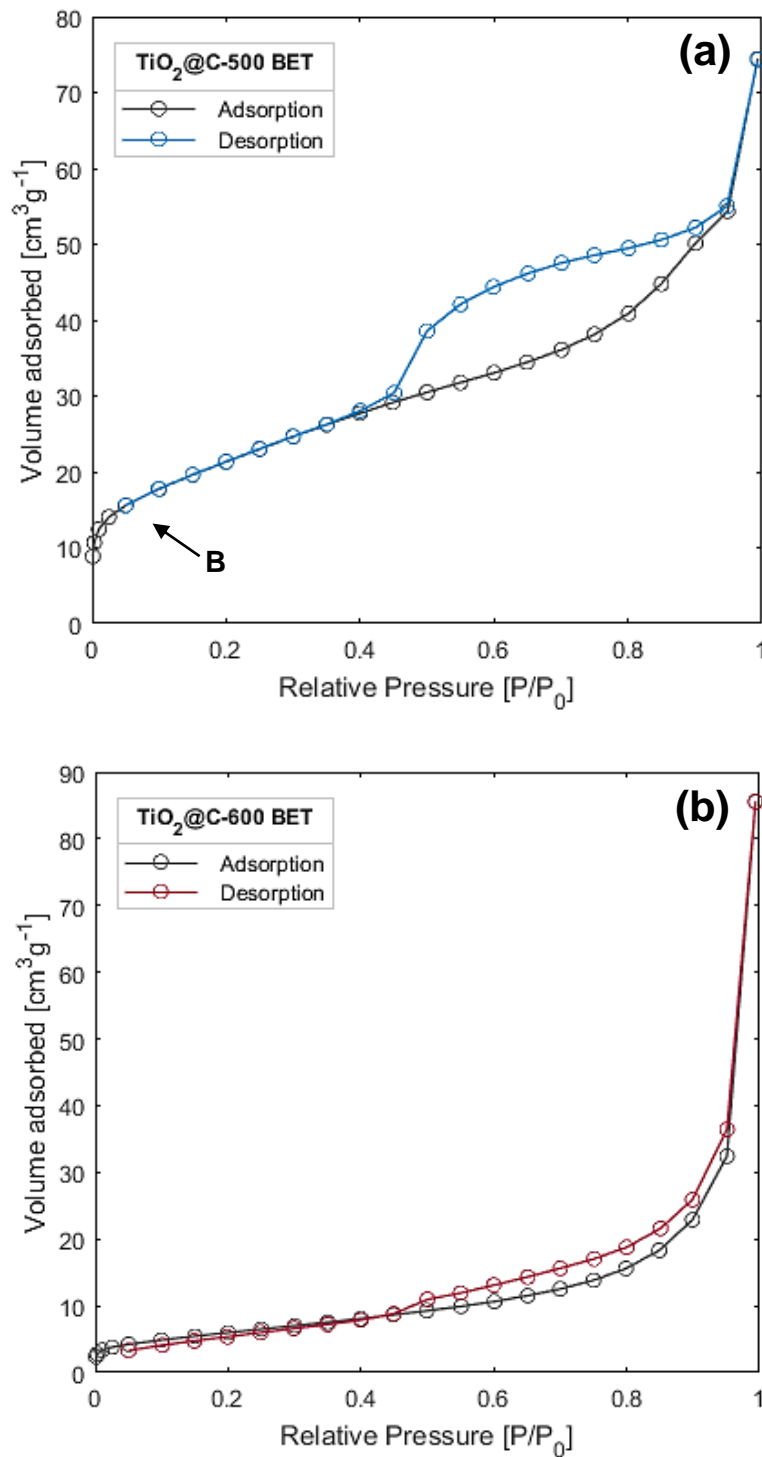 (a)
TiO₂@C-500 BET
Adsorption
Desorption
Volume adsorbed [cm³g⁻¹]
80
70
60
50
40
30
20
10
0
B
0 0.2 0.4 0.6 0.8 1
Relative Pressure [P/P₀]
(b)
TiO₂@C-600 BET
Adsorption
Desorption
Volume adsorbed [cm³g⁻¹]
90
80
70
60
50
40
30
20
10
0
0 0.2 0.4 0.6 0.8 1
Relative Pressure [P/P₀]